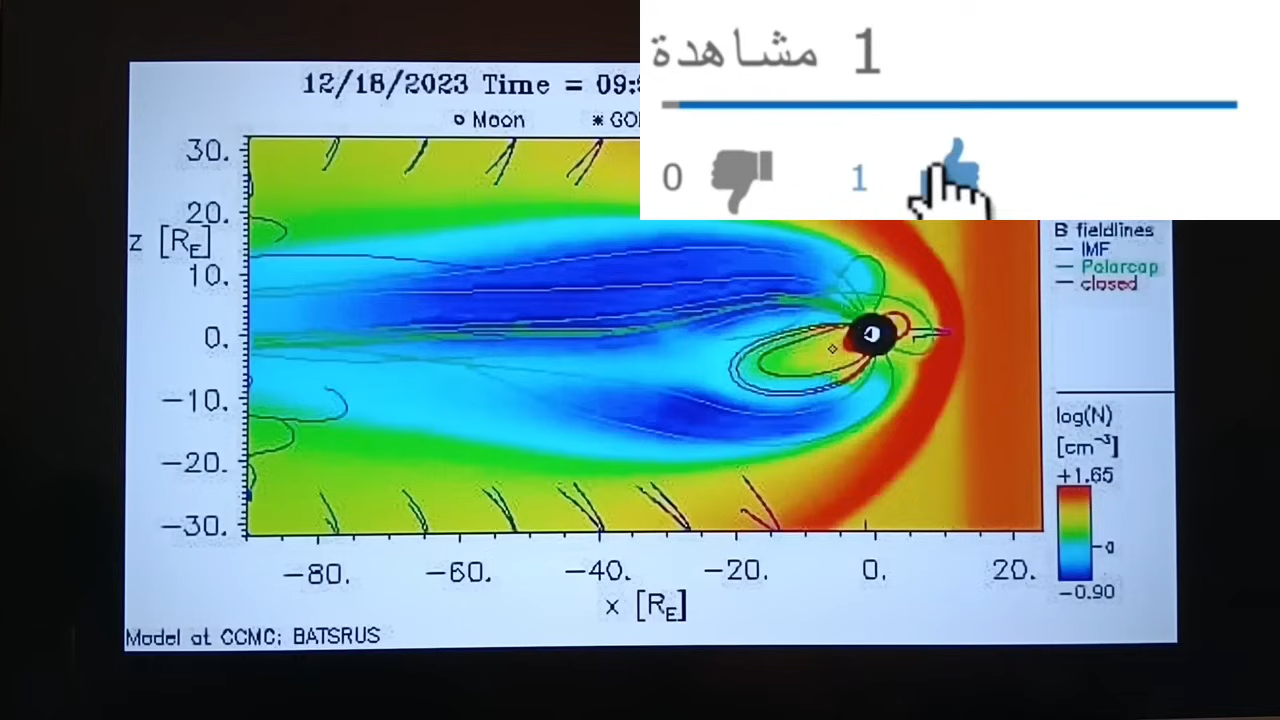 12/18/2023 Time = 09:
1 مشاهدة
0 1
Moon
GO
30.
20.
z [RE]
10.
0.
-10.
-20.
-30.
B fieldlines
IMF
Polarcap
closed
log(N)
[cm⁻³]
+1.65
-0
-0.90
-80. -60. -40. -20. 0. 20.
x [RE]
Model at CCMC: BATSRUS